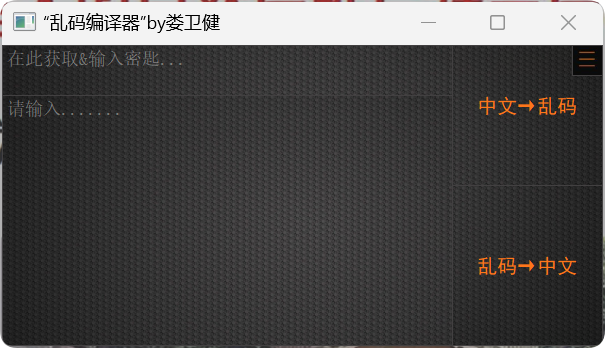 “乱码编译器”by娄卫健
在此获取&输入密匙...
中文→乱码
请输入.......
乱码→中文